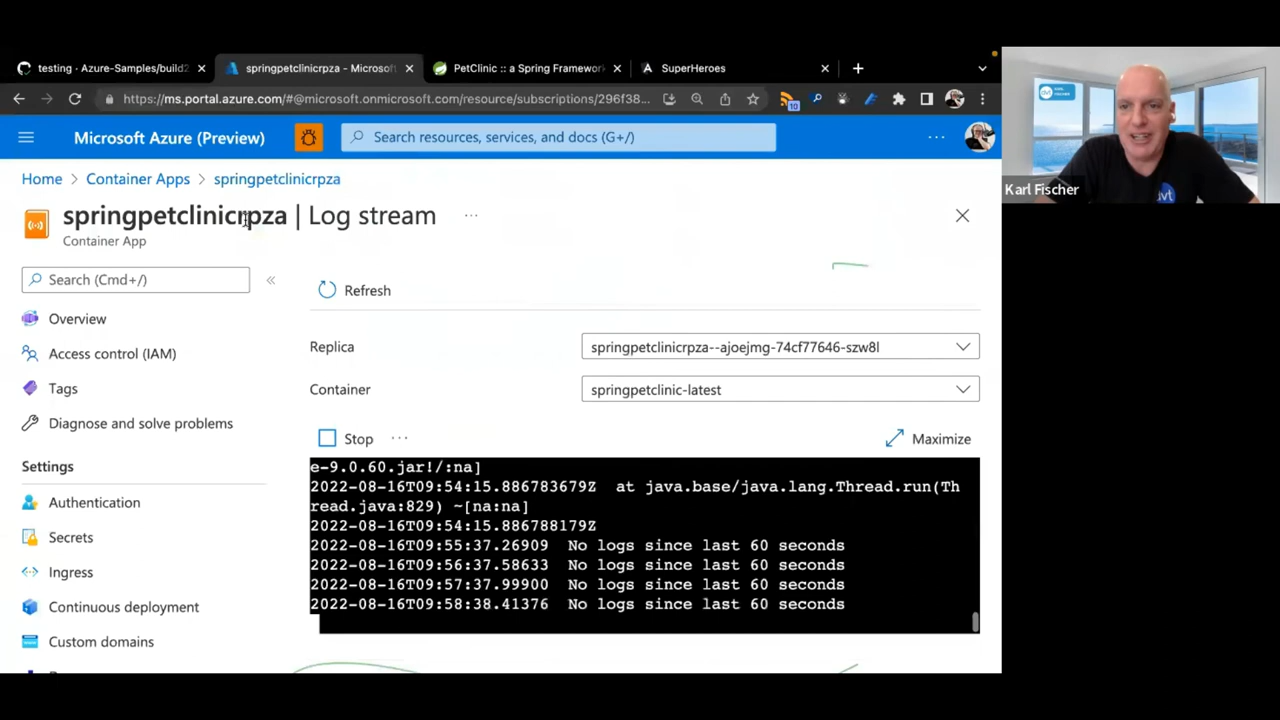 testing · Azure-Samples/build2
springpetclinicrpza - Microsof
PetClinic :: a Spring Framework
SuperHeroes
https://ms.portal.azure.com/#@microsoft.onmicrosoft.com/resource/subscriptions/296f38...
10
Microsoft Azure (Preview)
Search resources, services, and docs (G+/)
Home > Container Apps > springpetclinicrpza
springpetclinicrpza | Log stream
Container App
Search (Cmd+/)
Overview
Access control (IAM)
Tags
Diagnose and solve problems
Settings
Authentication
Secrets
Ingress
Continuous deployment
Custom domains
Refresh
Replica
springpetclinicrpza--ajoejmg-74cf77646-szw8l
Container
springpetclinic-latest
Stop
Maximize
e-9.0.60.jar!/:na]
2022-08-16T09:54:15.886783679Z at java.base/java.lang.Thread.run(Th
read.java:829) ~[na:na]
2022-08-16T09:54:15.886788179Z
2022-08-16T09:55:37.26909 No logs since last 60 seconds
2022-08-16T09:56:37.58633 No logs since last 60 seconds
2022-08-16T09:57:37.99900 No logs since last 60 seconds
2022-08-16T09:58:38.41376 No logs since last 60 seconds
dvt
KARL
FISCHER
dvt
Karl Fischer